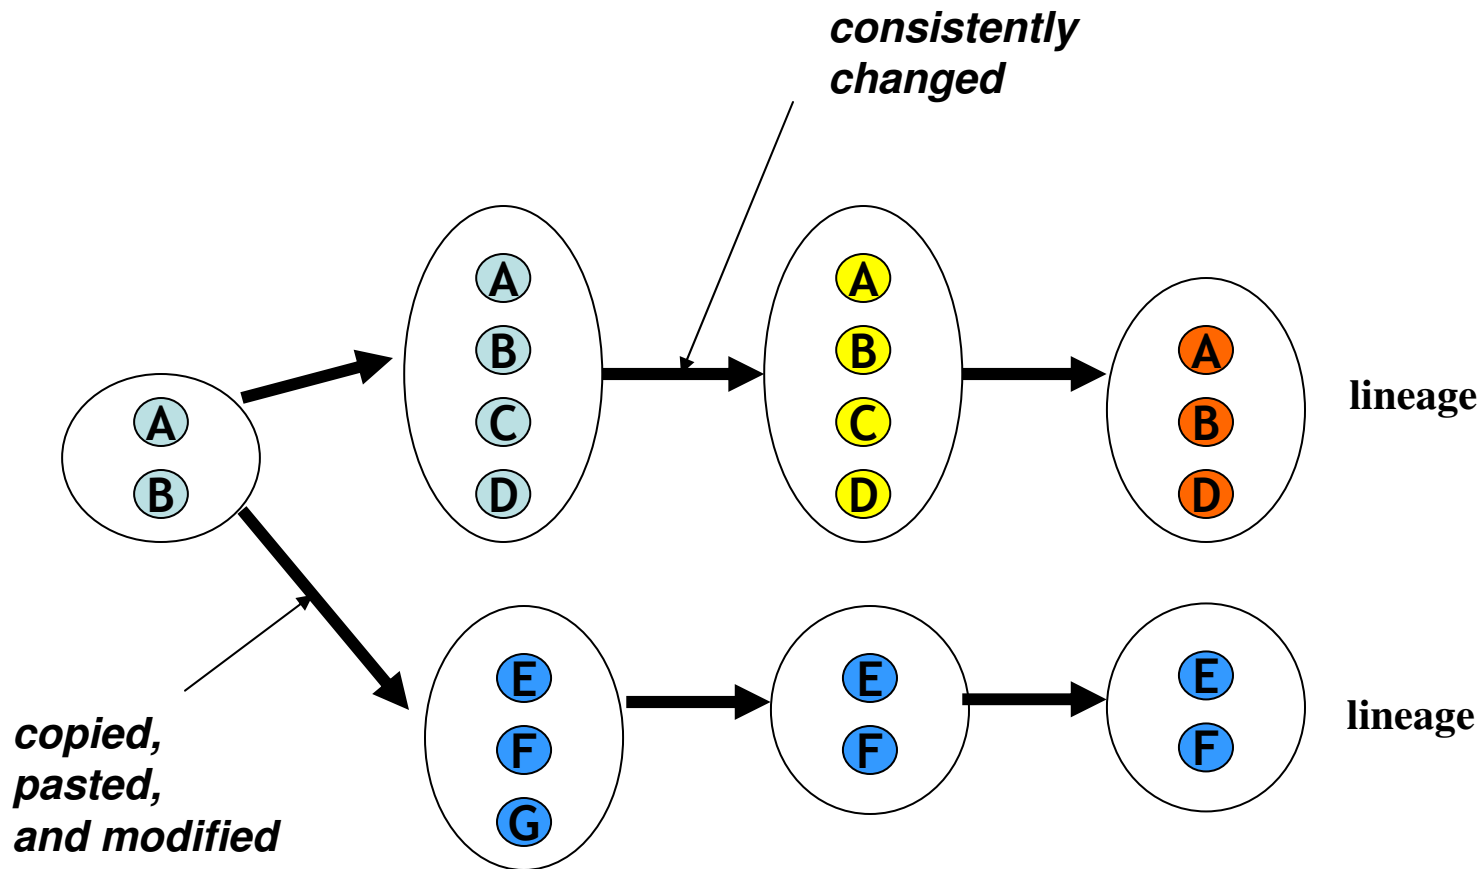 consistently
changed
A
B
A
B
C
D
A
B
C
D
A
B
D
lineage
E
F
G
E
F
E
F
lineage
copied,
pasted,
and modified